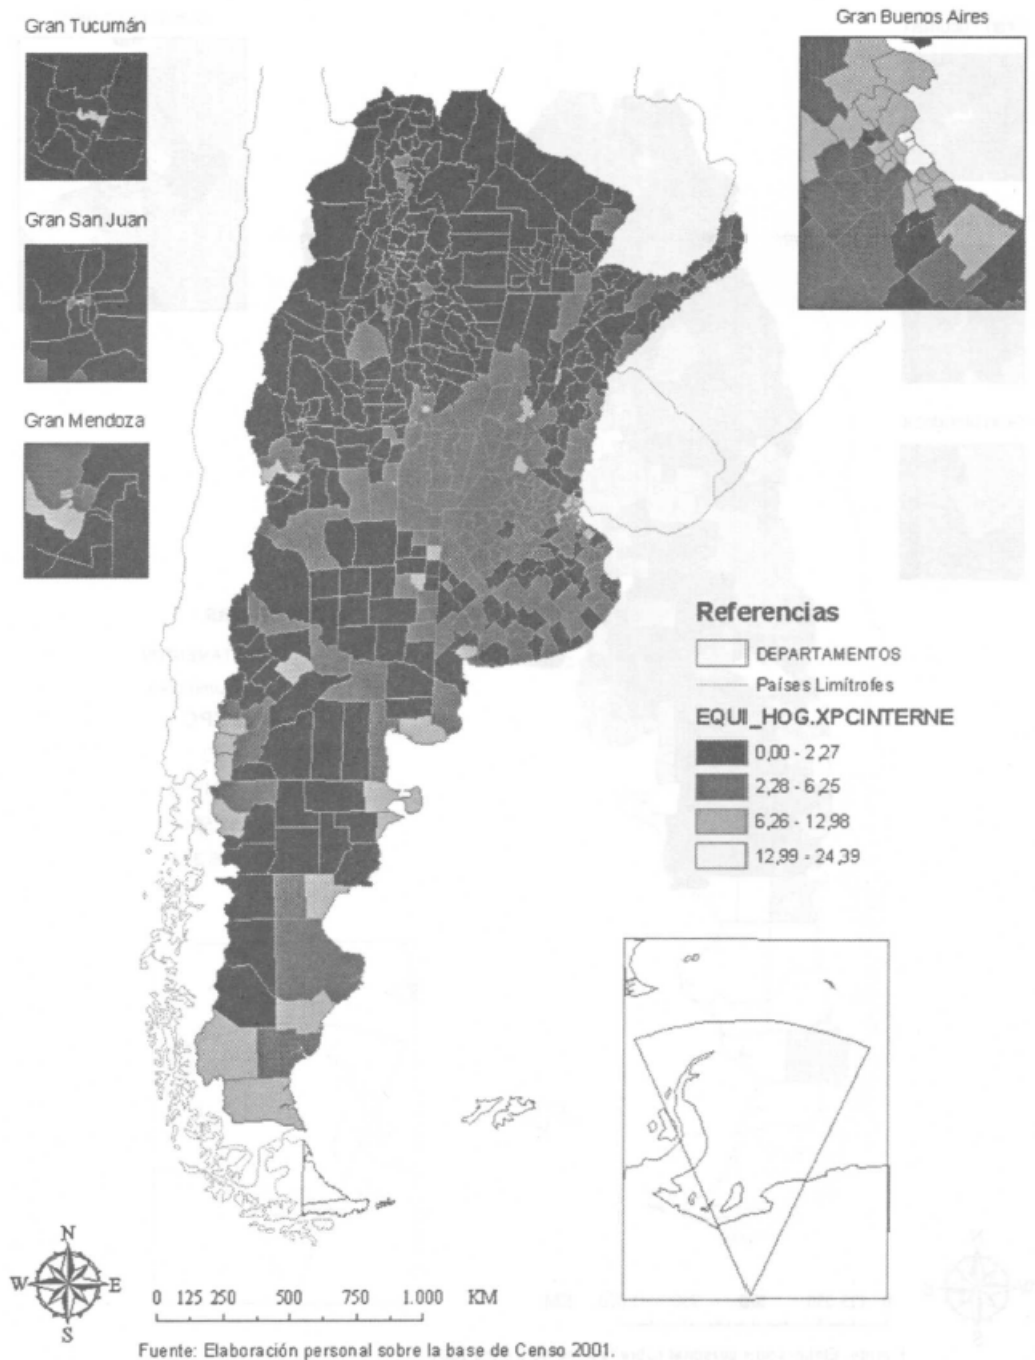 Gran Tucumán
Gran Buenos Aires
Gran San Juan
Gran Mendoza
Referencias
DEPARTAMENTOS
Países Limítrofes
EQUI_HOG.XPCINTERNE
0,00 - 2,27
2,28 - 6,25
6,26 - 12,98
12,99 - 24,39
N
W E
S
0 125 250 500 750 1.000 KM
Fuente: Elaboración personal sobre la base de Censo 2001.